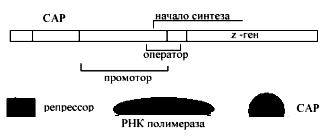 начало синтеза
САР
z -ген
оператор
промотор
репрессор
РНК полимераза
САР